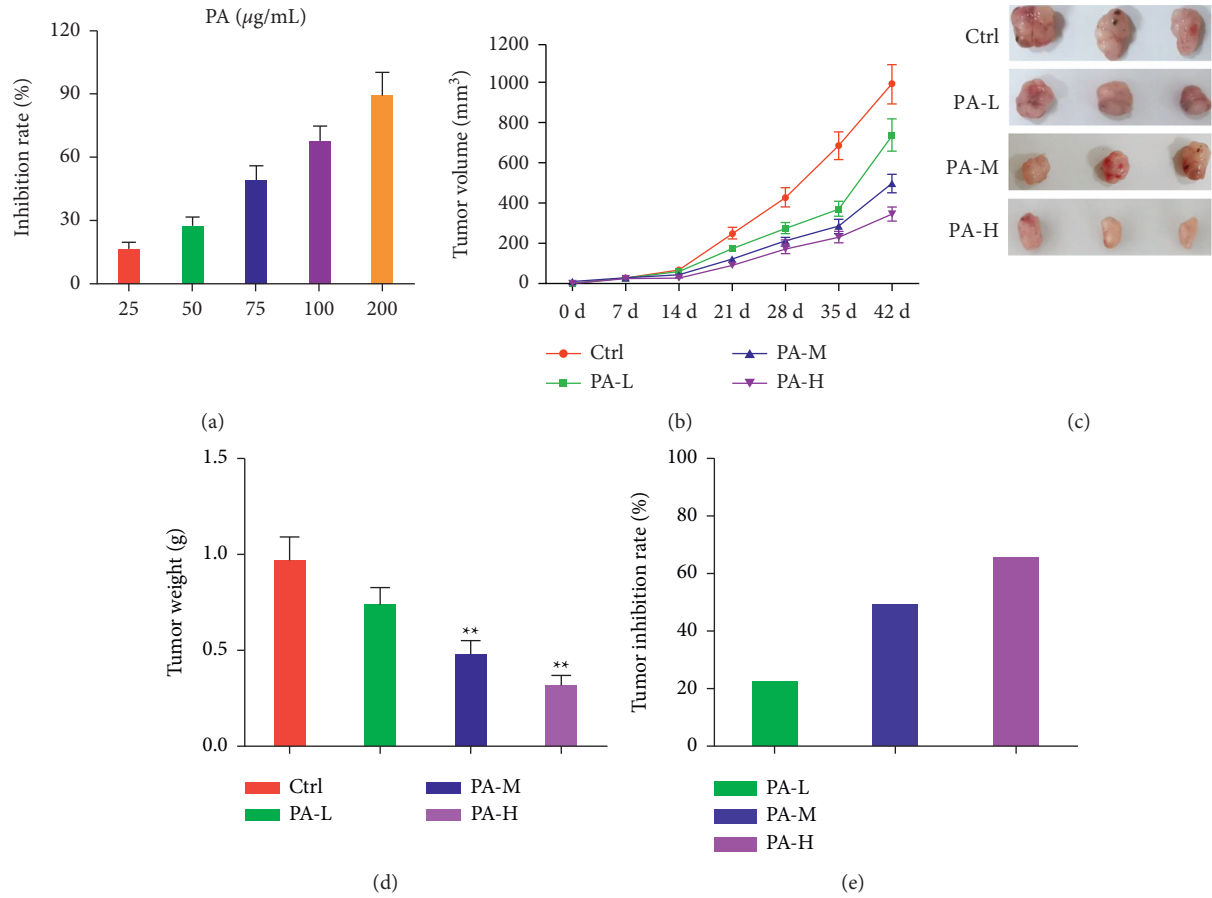 PA (μg/mL)
Inhibition rate (%)
120
90
60
30
0
25 50 75 100 200
(a)
Tumor volume (mm³)
1200
1000
800
600
400
200
0
0 d 7 d 14 d 21 d 28 d 35 d 42 d
Ctrl
PA-L
PA-M
PA-H
(b)
Ctrl
PA-L
PA-M
PA-H
(c)
Tumor weight (g)
1.5
1.0
0.5
0.0
**
**
Ctrl
PA-L
PA-M
PA-H
(d)
Tumor inhibition rate (%)
100
80
60
40
20
0
PA-L
PA-M
PA-H
(e)